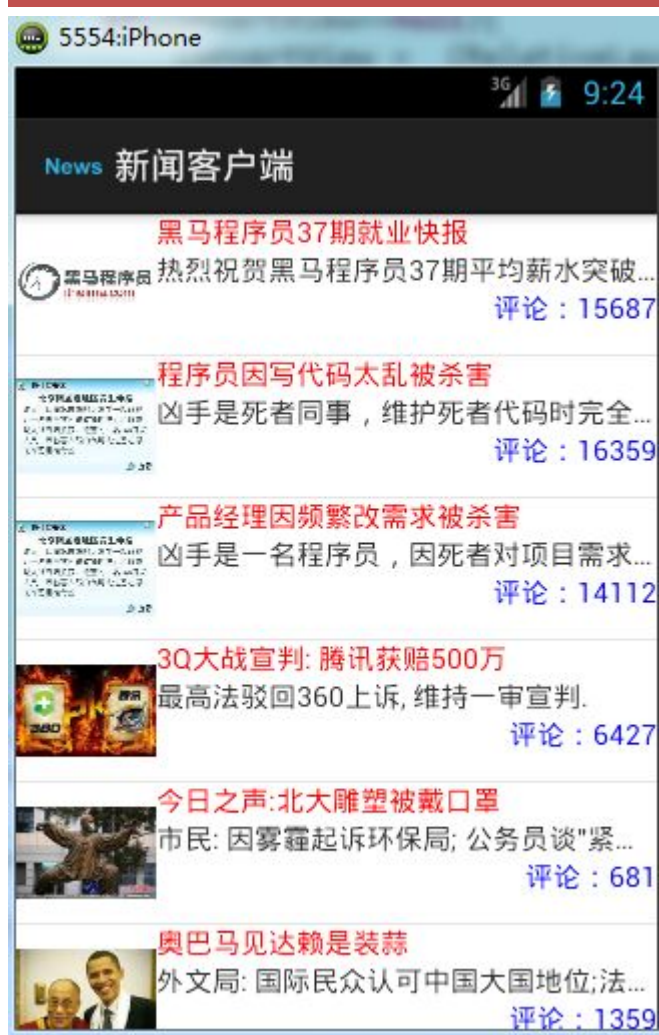 5554:iPhone
3G 9:24
News 新闻客户端
黑马程序员37期就业快报
黑马程序员
itheima.com
热烈祝贺黑马程序员37期平均薪水突破...
评论：15687
程序员因写代码太乱被杀害
凶手是死者同事，维护死者代码时完全...
评论：16359
产品经理因频繁改需求被杀害
凶手是一名程序员，因死者对项目需求...
评论：14112
3Q大战宣判: 腾讯获赔500万
360
腾讯
最高法驳回360上诉, 维持一审宣判.
评论：6427
今日之声:北大雕塑被戴口罩
市民: 因雾霾起诉环保局; 公务员谈"紧...
评论：681
奥巴马见达赖是装蒜
外文局: 国际民众认可中国大国地位;法...
评论：1359